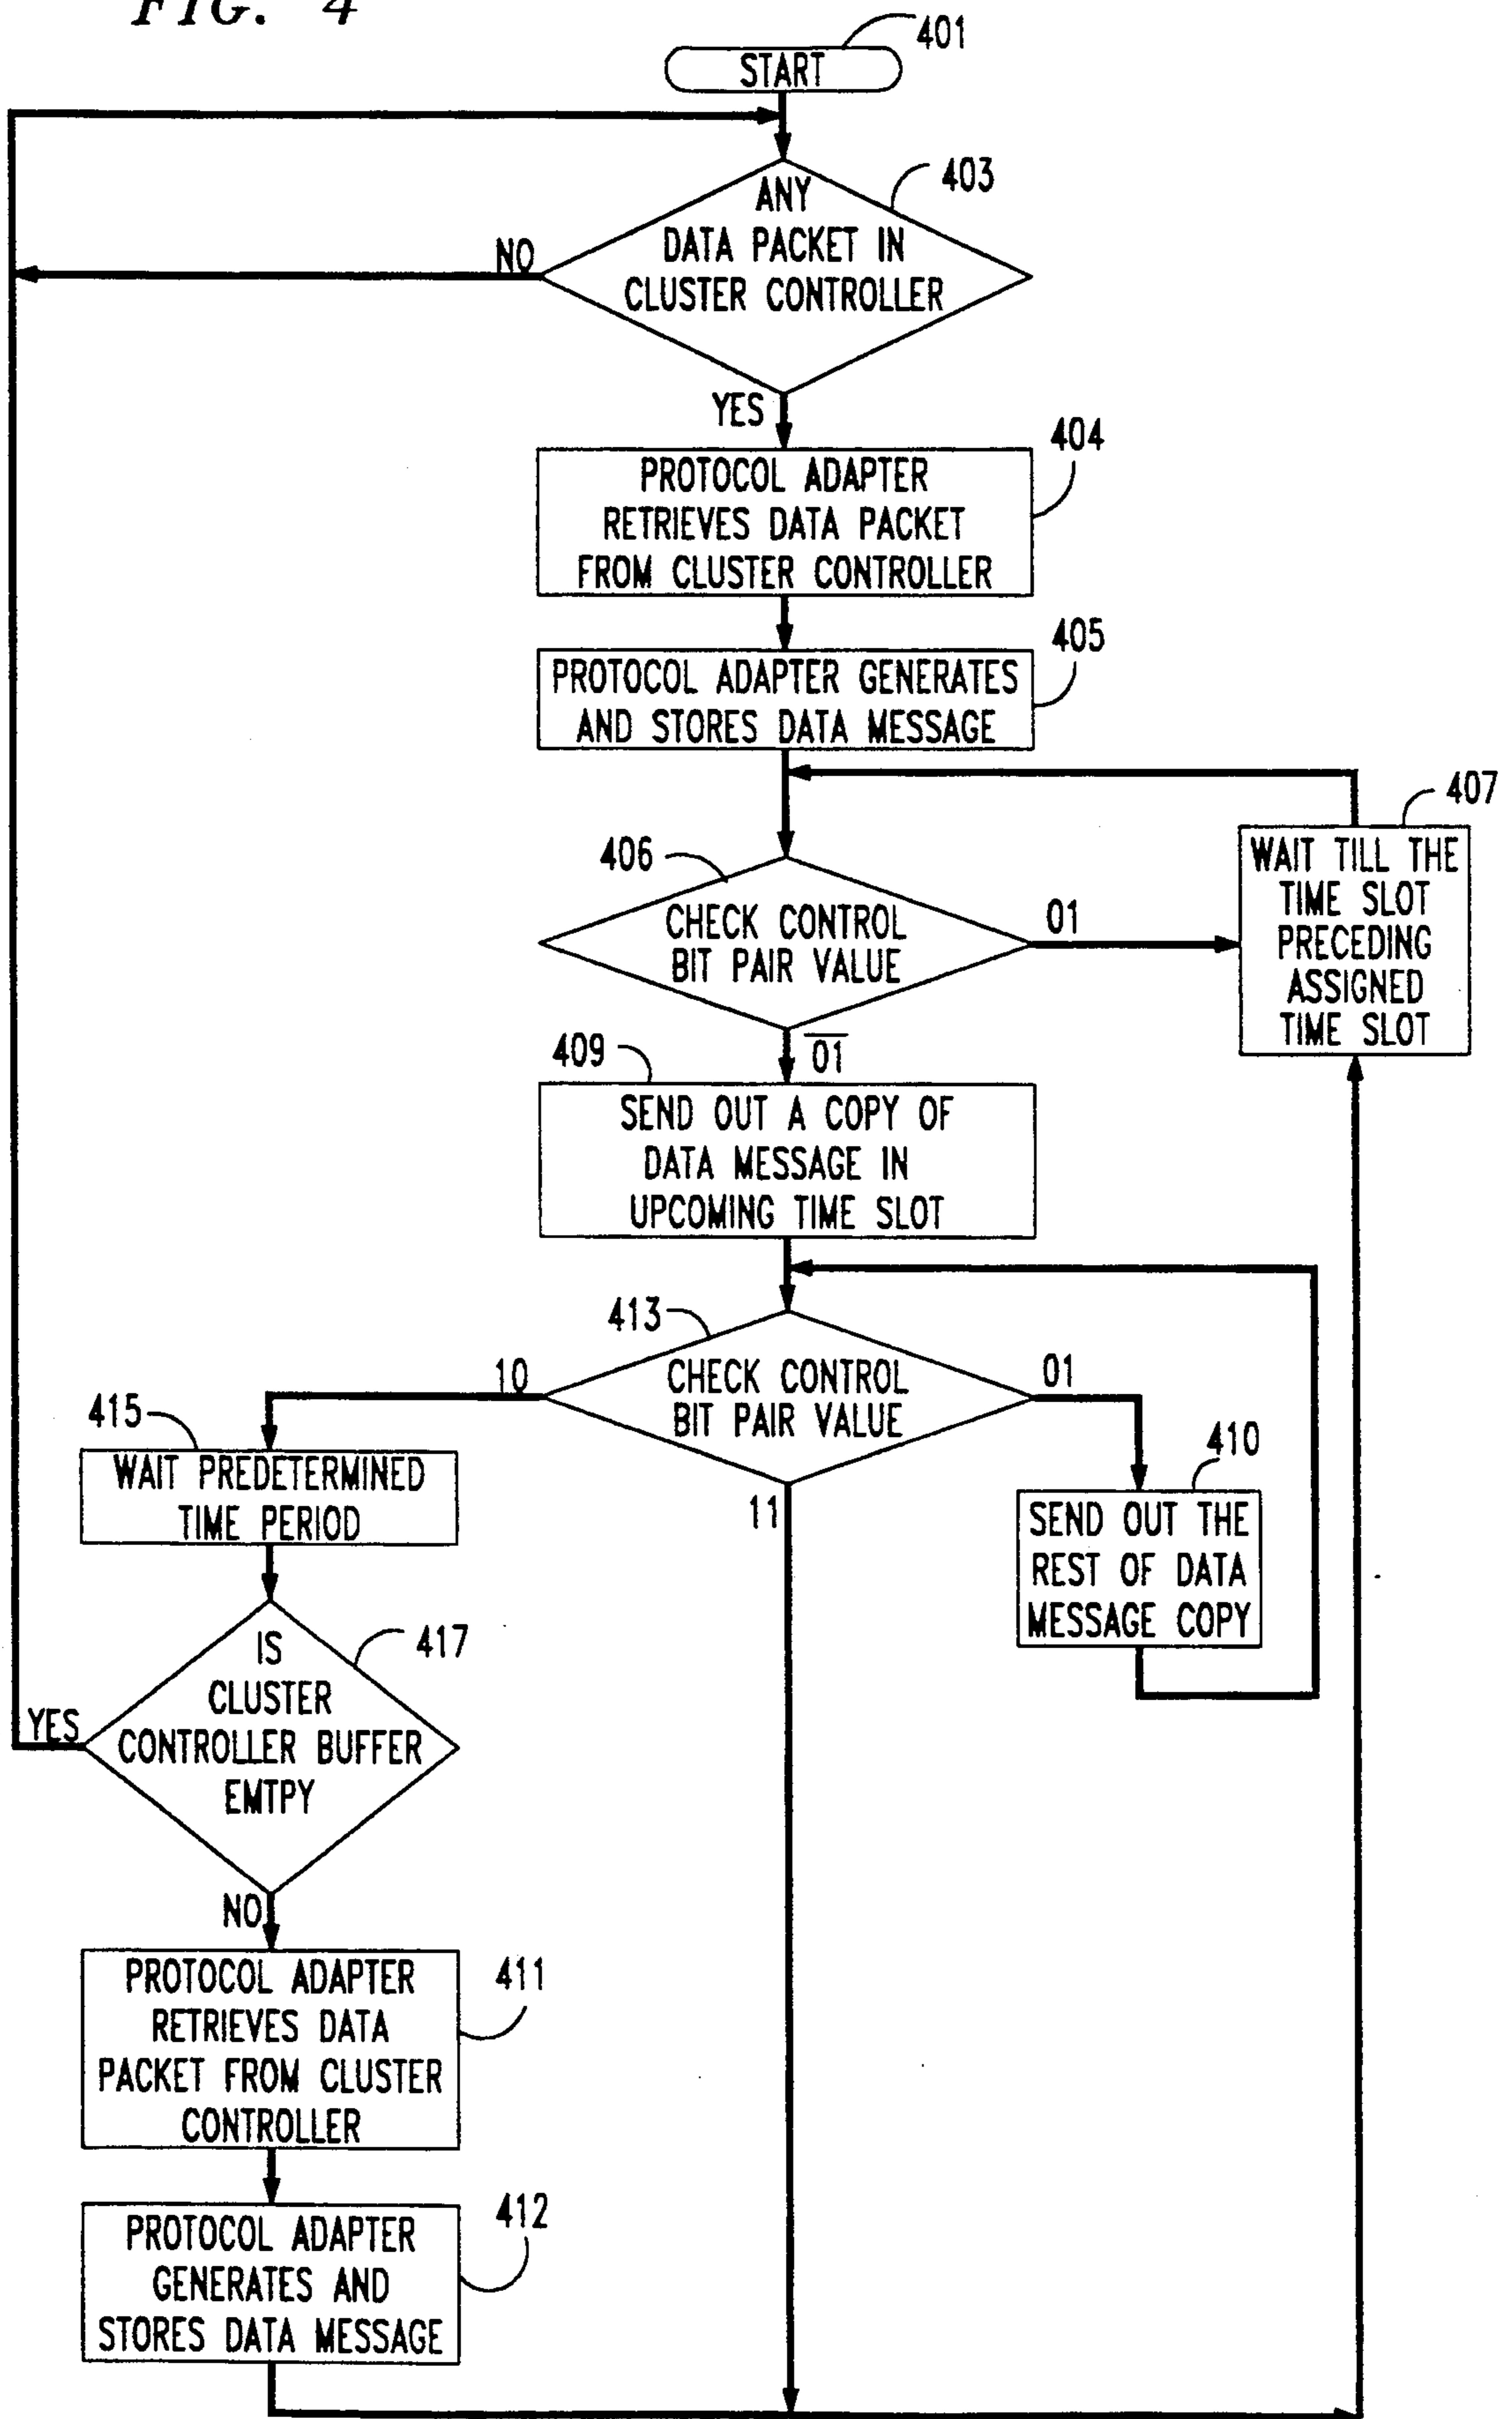 FIG. 4
401
START
403
ANY
DATA PACKET IN
CLUSTER CONTROLLER
NO
YES
404
PROTOCOL ADAPTER
RETRIEVES DATA PACKET
FROM CLUSTER CONTROLLER
405
PROTOCOL ADAPTER GENERATES
AND STORES DATA MESSAGE
407
WAIT TILL THE
TIME SLOT
PRECEDING
ASSIGNED
TIME SLOT
406
CHECK CONTROL
BIT PAIR VALUE
01
409
0̅1̅
SEND OUT A COPY OF
DATA MESSAGE IN
UPCOMING TIME SLOT
413
CHECK CONTROL
BIT PAIR VALUE
10
01
11
415
WAIT PREDETERMINED
TIME PERIOD
410
SEND OUT THE
REST OF DATA
MESSAGE COPY
417
IS
CLUSTER
CONTROLLER BUFFER
EMTPY
YES
NO
411
PROTOCOL ADAPTER
RETRIEVES DATA
PACKET FROM CLUSTER
CONTROLLER
412
PROTOCOL ADAPTER
GENERATES AND
STORES DATA MESSAGE